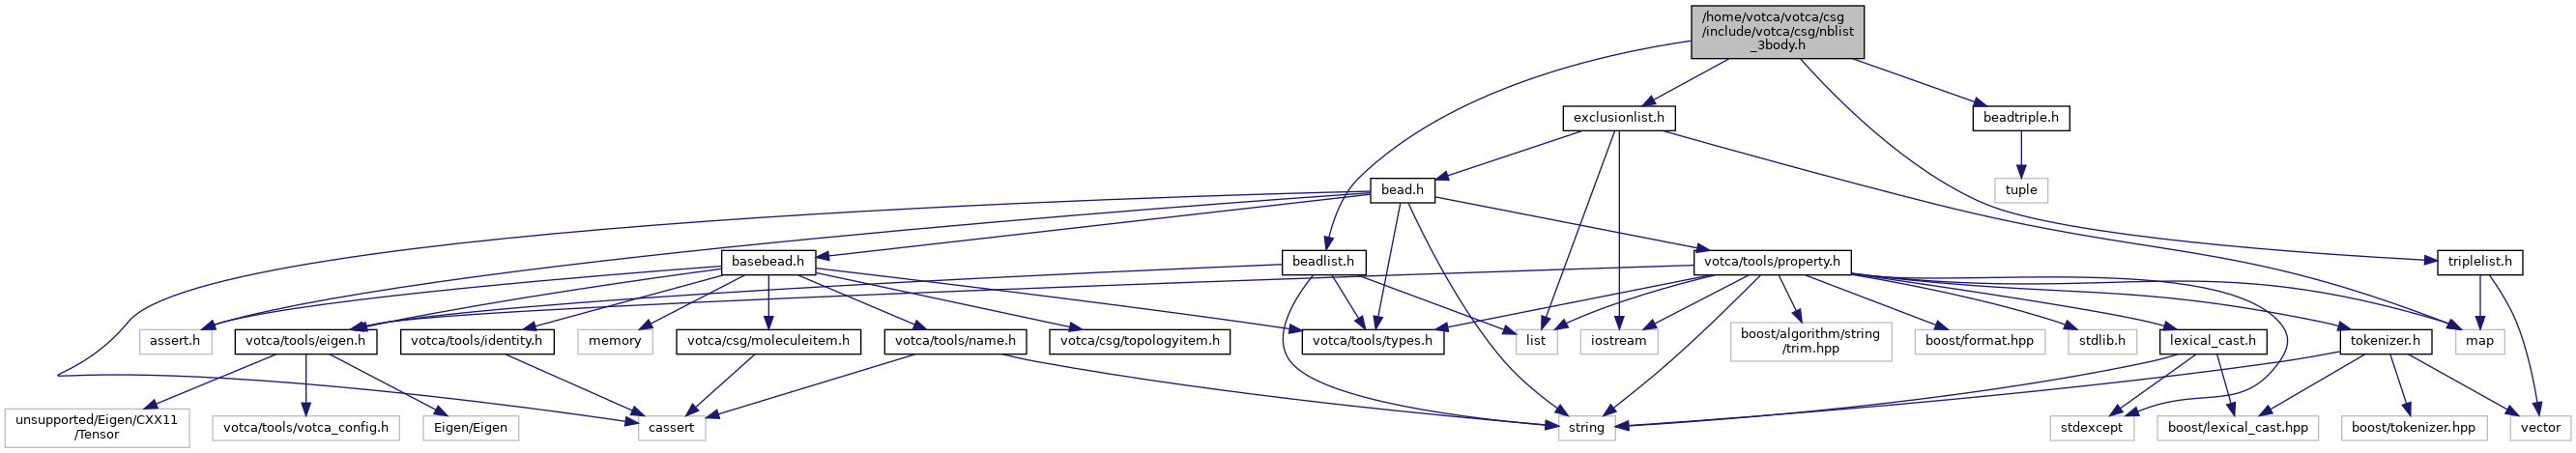 /home/votca/votca/csg
/include/votca/csg/nblist
_3body.h
exclusionlist.h
beadtriple.h
bead.h
tuple
basebead.h
beadlist.h
votca/tools/property.h
triplelist.h
assert.h
votca/tools/eigen.h
votca/tools/identity.h
memory
votca/csg/moleculeitem.h
votca/tools/name.h
votca/csg/topologyitem.h
votca/tools/types.h
list
iostream
boost/algorithm/string
/trim.hpp
boost/format.hpp
stdlib.h
lexical_cast.h
tokenizer.h
map
unsupported/Eigen/CXX11
/Tensor
votca/tools/votca_config.h
Eigen/Eigen
cassert
string
stdexcept
boost/lexical_cast.hpp
boost/tokenizer.hpp
vector